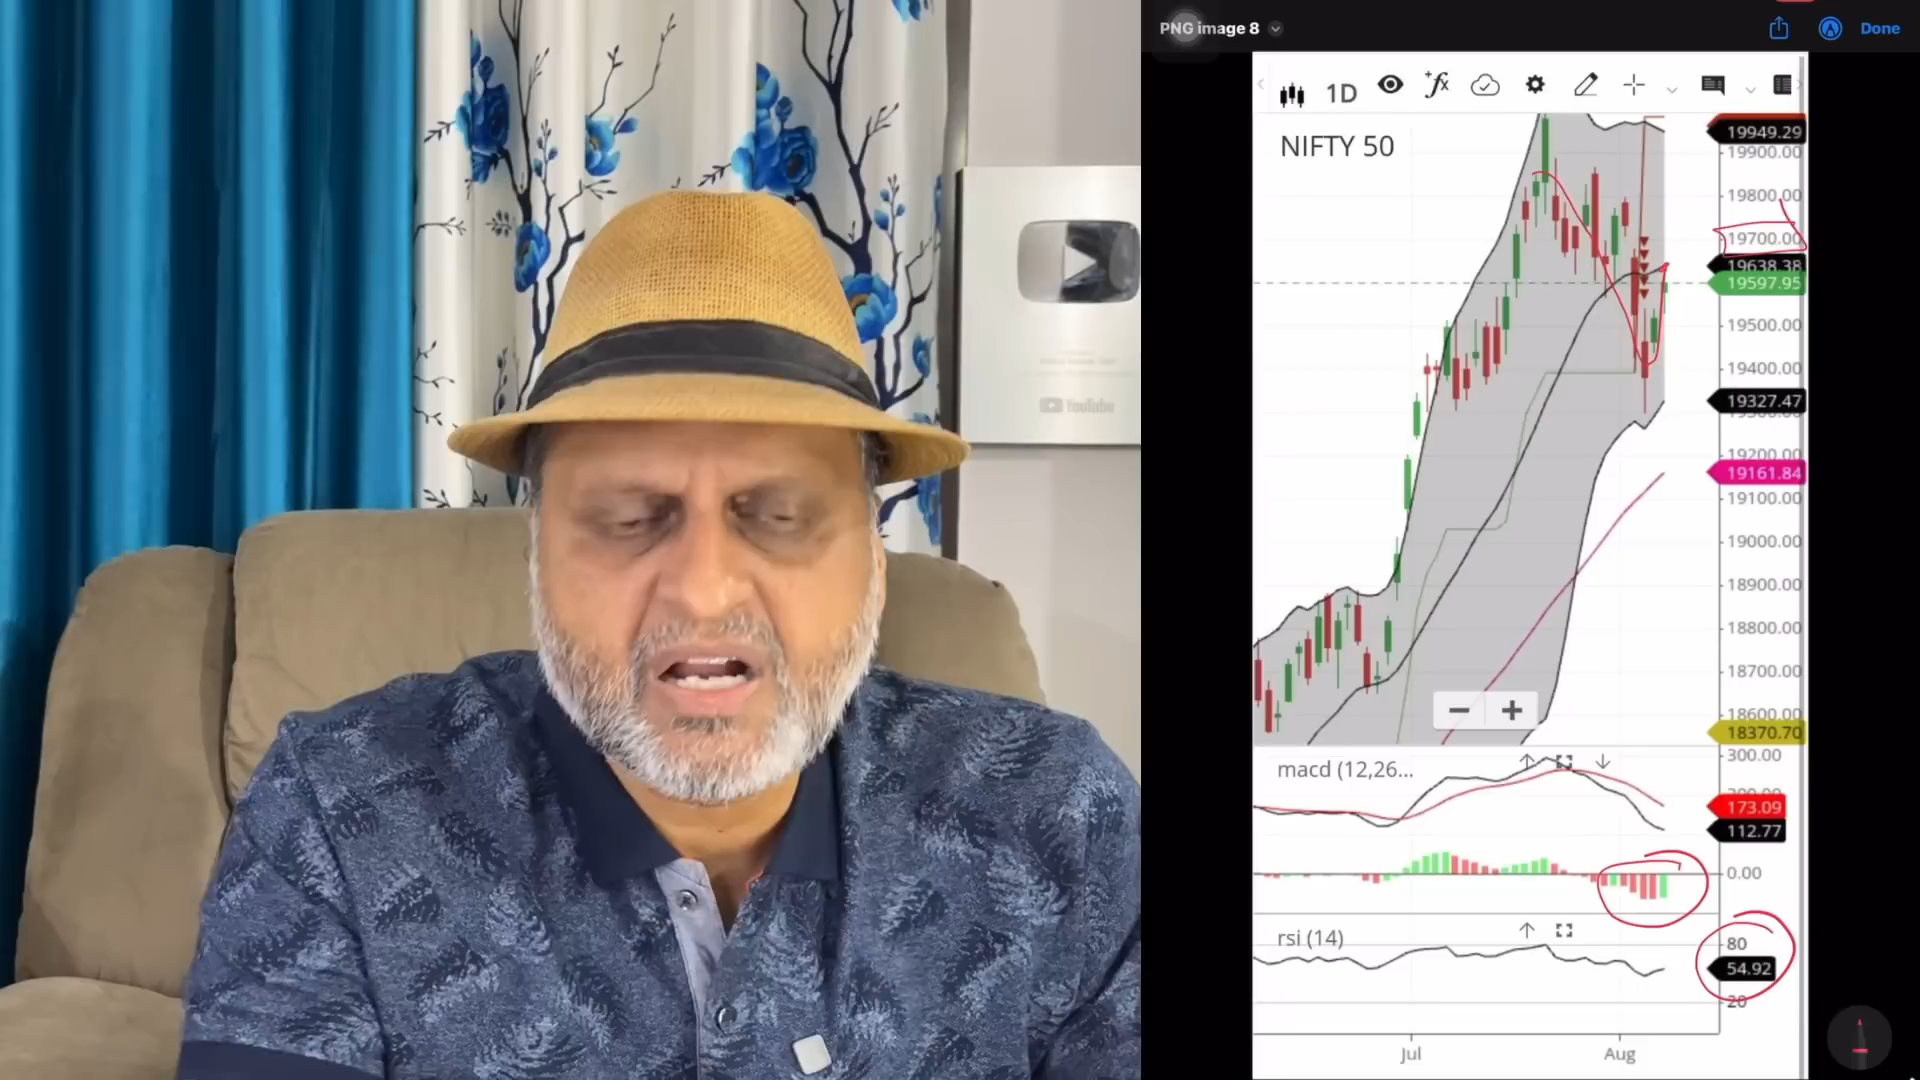 PNG image 8
Done
1D
fx
NIFTY 50
19949.29
19900.00
19800.00
19700.00
19638.38
19597.95
19500.00
19400.00
19327.47
19200.00
19161.84
19100.00
19000.00
18900.00
18800.00
18700.00
18600.00
18370.70
macd (12,26...
300.00
173.09
112.77
0.00
rsi (14)
80
54.92
20
Jul
Aug
YouTube